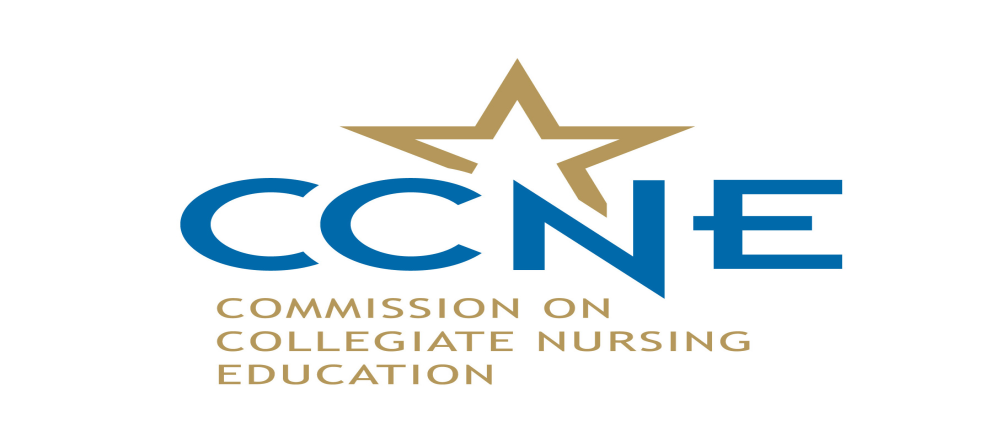 CCNE
COMMISSION ON
COLLEGIATE NURSING
EDUCATION